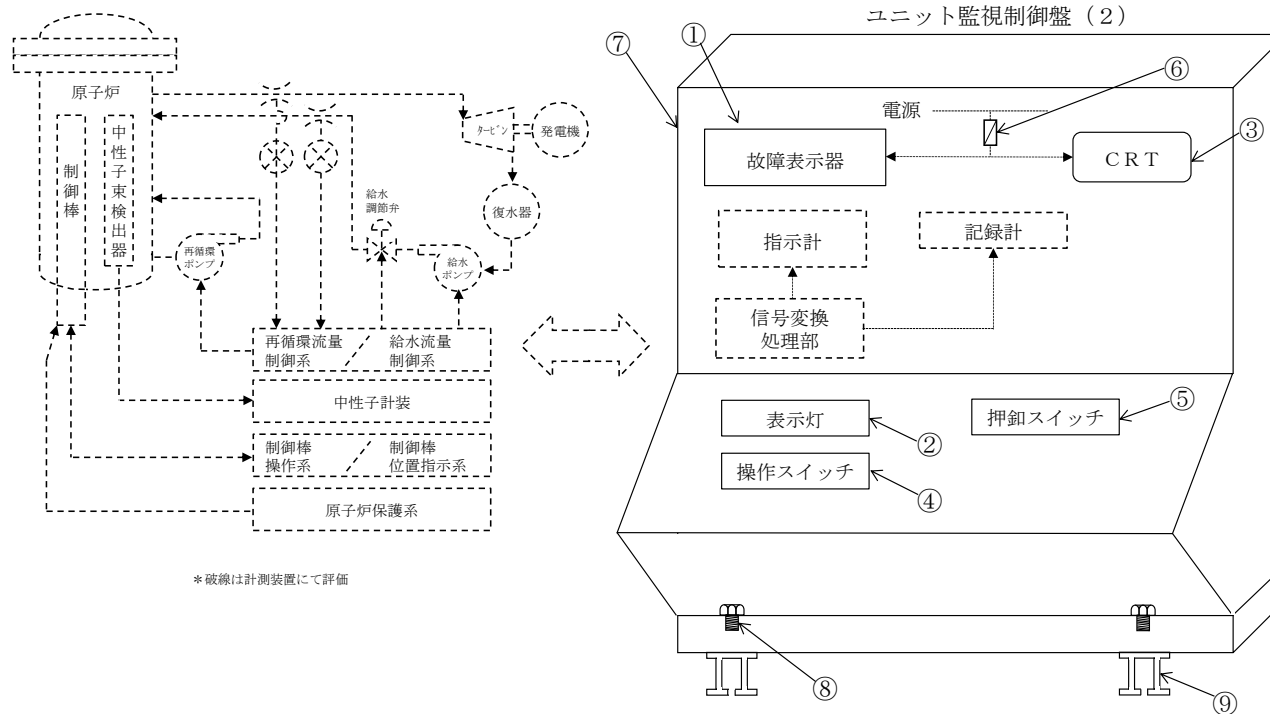 ユニット監視制御盤(2)
原子炉
制御棒
中性子束検出器
タービン
発電機
復水器
給水
調節弁
給水
ポンプ
再循環
ポンプ
再循環流量
制御系
給水流量
制御系
中性子計装
制御棒
操作系
制御棒
位置指示系
原子炉保護系
*破線は計測装置にて評価
⑦
①
⑥
電源
③
故障表示器
CRT
指示計
記録計
信号変換
処理部
⑤
表示灯
押釦スイッチ
②
操作スイッチ
④
⑧
⑨